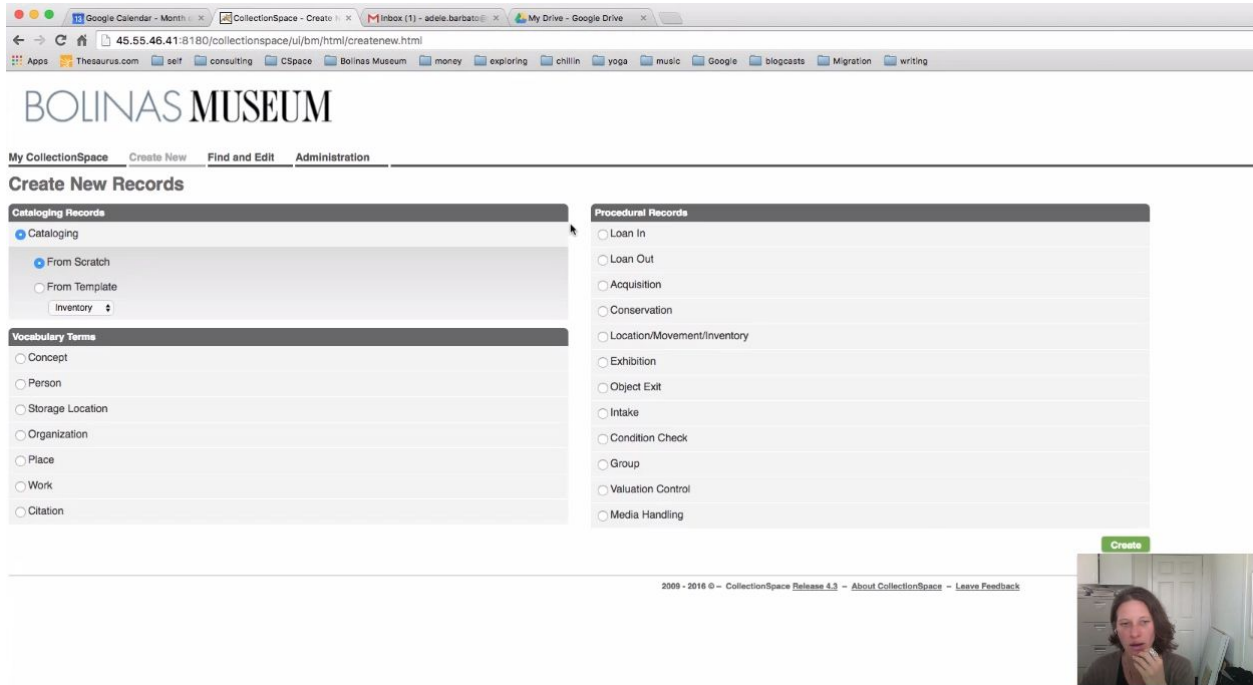 13 Google Calendar - Month CollectionSpace - Create Inbox (1) - adele.barbato@ My Drive - Google Drive
45.55.46.41:8180/collectionspace/ui/bm/html/createnew.html
Apps Thesaurus.com self consulting CSpace Bolinas Museum money exploring chillin yoga music Google blogcasts Migration writing
BOLINAS MUSEUM
My CollectionSpace Create New Find and Edit Administration
Create New Records
Cataloging Records
Cataloging
From Scratch
From Template
Inventory
Vocabulary Terms
Concept
Person
Storage Location
Organization
Place
Work
Citation
Procedural Records
Loan In
Loan Out
Acquisition
Conservation
Location/Movement/Inventory
Exhibition
Object Exit
Intake
Condition Check
Group
Valuation Control
Media Handling
Create
2009 - 2016 © – CollectionSpace Release 4.3 – About CollectionSpace – Leave Feedback